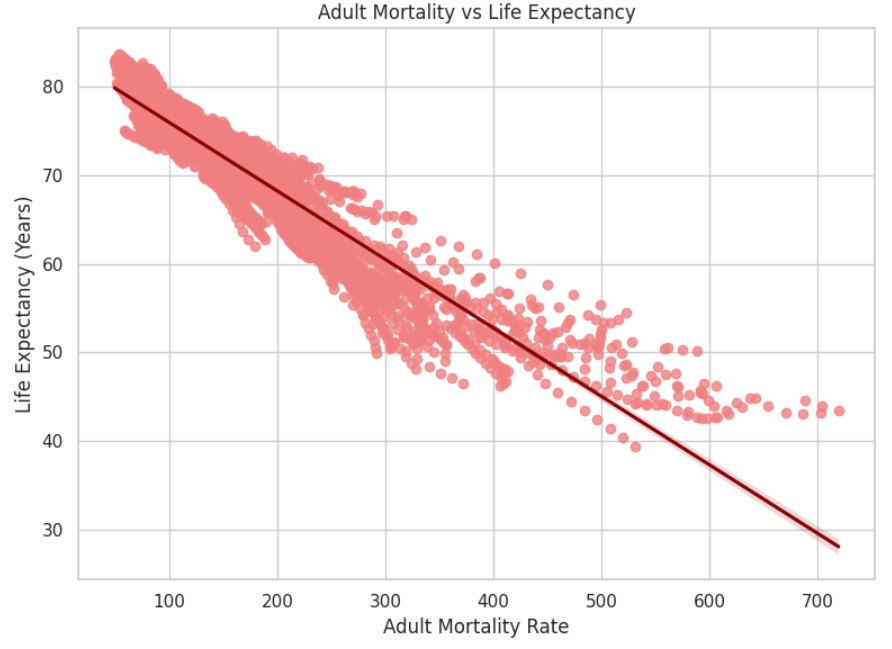 Adult Mortality vs Life Expectancy
Life Expectancy (Years)
80
70
60
50
40
30
100 200 300 400 500 600 700
Adult Mortality Rate